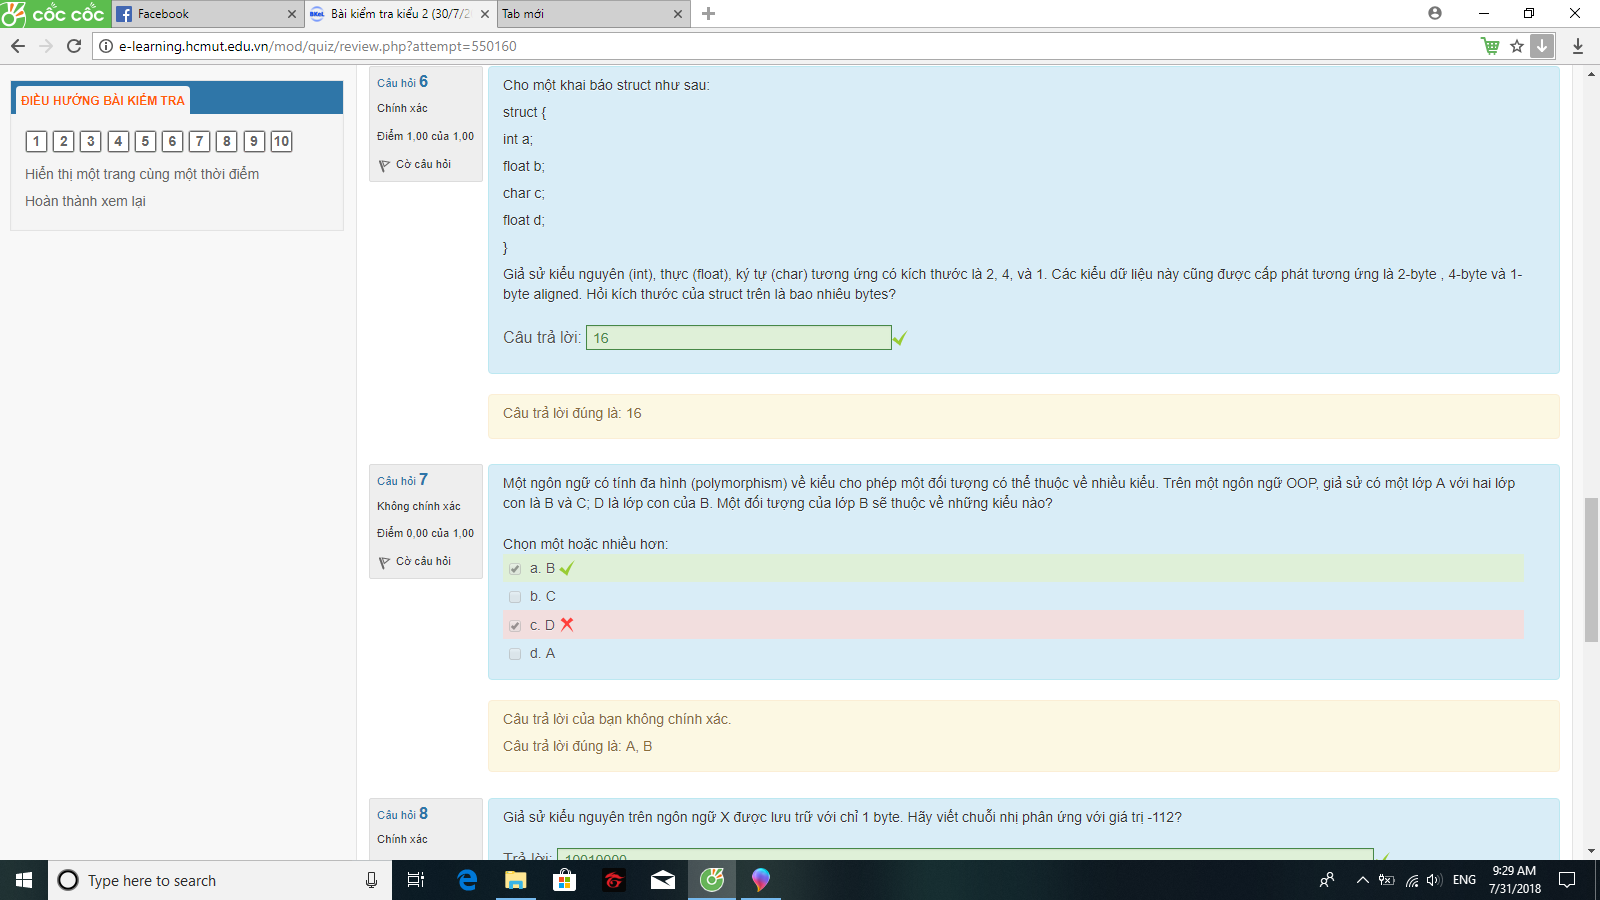 cốc cốc
Facebook
Bài kiểm tra kiểu 2 (30/7/2
Tab mới
e-learning.hcmut.edu.vn/mod/quiz/review.php?attempt=550160
ĐIỀU HƯỚNG BÀI KIỂM TRA
1 2 3 4 5 6 7 8 9 10
Hiển thị một trang cùng một thời điểm
Hoàn thành xem lại
Câu hỏi 6
Chính xác
Điểm 1,00 của 1,00
Cờ câu hỏi
Cho một khai báo struct như sau:
struct {
int a;
float b;
char c;
float d;
}
Giả sử kiểu nguyên (int), thực (float), ký tự (char) tương ứng có kích thước là 2, 4, và 1. Các kiểu dữ liệu này cũng được cấp phát tương ứng là 2-byte , 4-byte và 1-
byte aligned. Hỏi kích thước của struct trên là bao nhiêu bytes?
Câu trả lời: 16
Câu trả lời đúng là: 16
Câu hỏi 7
Không chính xác
Điểm 0,00 của 1,00
Cờ câu hỏi
Một ngôn ngữ có tính đa hình (polymorphism) về kiểu cho phép một đối tượng có thể thuộc về nhiều kiểu. Trên một ngôn ngữ OOP, giả sử có một lớp A với hai lớp
con là B và C; D là lớp con của B. Một đối tượng của lớp B sẽ thuộc về những kiểu nào?
Chọn một hoặc nhiều hơn:
a. B
b. C
c. D
d. A
Câu trả lời của bạn không chính xác.
Câu trả lời đúng là: A, B
Câu hỏi 8
Chính xác
Giả sử kiểu nguyên trên ngôn ngữ X được lưu trữ với chỉ 1 byte. Hãy viết chuỗi nhị phân ứng với giá trị -112?
Trả lời: 10010000
Type here to search
ENG
9:29 AM
7/31/2018